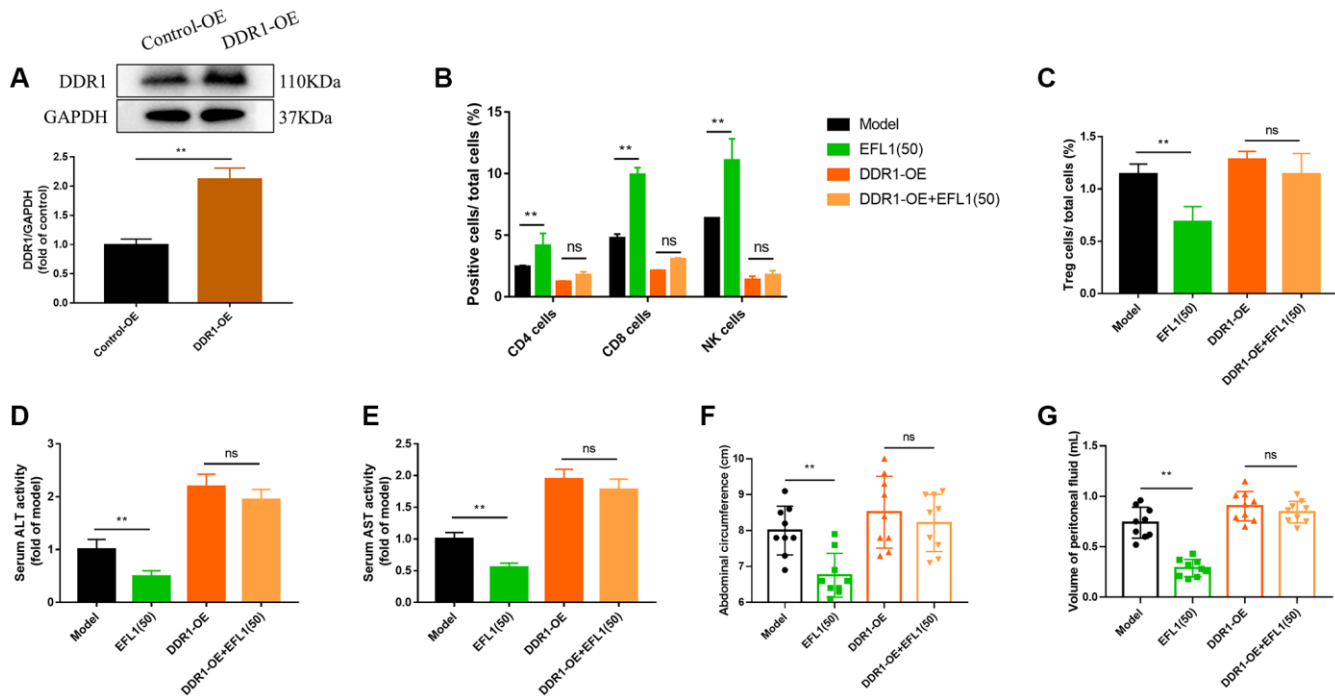 A
Control-OE
DDR1-OE
DDR1
110KDa
GAPDH
37KDa
**
DDR1/GAPDH
(fold of control)
2.5
2.0
1.5
1.0
0.5
0.0
Control-OE
DDR1-OE
B
Positive cells/ total cells (%)
15
10
5
0
**
ns
**
ns
**
ns
CD4 cells
CD8 cells
NK cells
Model
EFL1(50)
DDR1-OE
DDR1-OE+EFL1(50)
C
Treg cells/ total cells (%)
1.5
1.0
0.5
0.0
**
ns
Model
EFL1(50)
DDR1-OE
DDR1-OE+EFL1(50)
D
Serum ALT activity
(fold of model)
3
2
1
0
**
ns
Model
EFL1(50)
DDR1-OE
DDR1-OE+EFL1(50)
E
Serum AST activity
(fold of model)
2.5
2.0
1.5
1.0
0.5
0.0
**
ns
Model
EFL1(50)
DDR1-OE
DDR1-OE+EFL1(50)
F
Abdominal circumference (cm)
10
9
8
7
6
**
ns
Model
EFL1(50)
DDR1-OE
DDR1-OE+EFL1(50)
G
Volume of peritoneal fluid (mL)
1.5
1.0
0.5
0.0
**
ns
Model
EFL1(50)
DDR1-OE
DDR1-OE+EFL1(50)